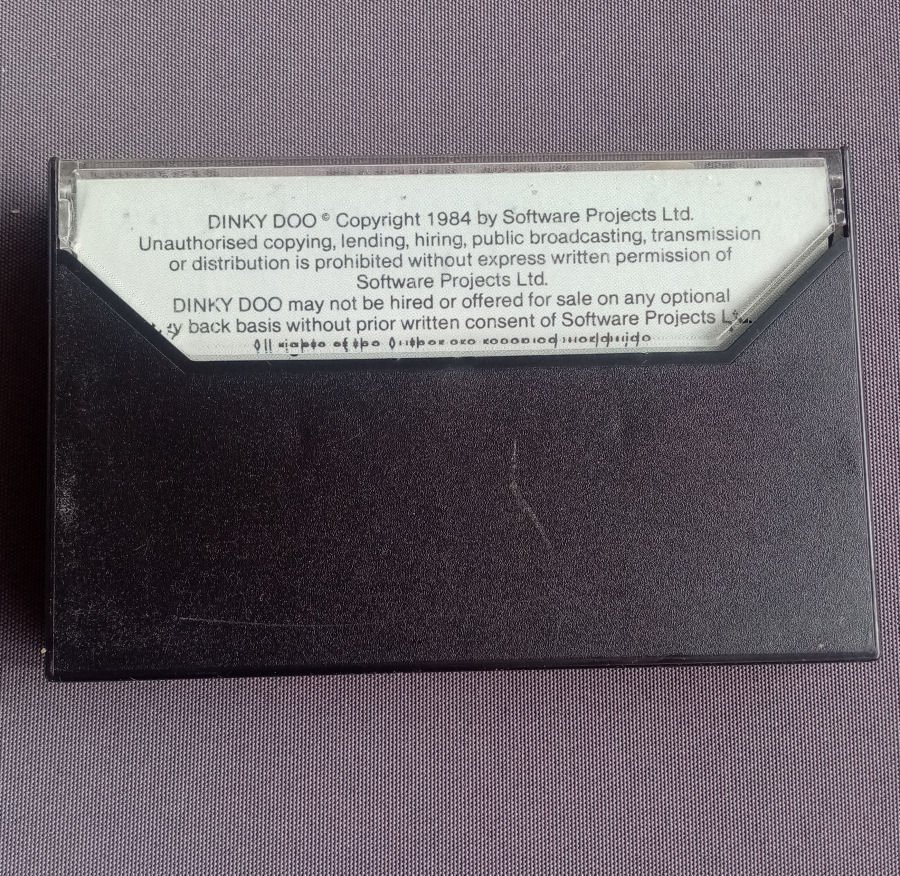 DINKY DOO © Copyright 1984 by Software Projects Ltd.
Unauthorised copying, lending, hiring, public broadcasting, transmission
or distribution is prohibited without express written permission of
Software Projects Ltd.
DINKY DOO may not be hired or offered for sale on any optional
back basis without prior written consent of Software Projects